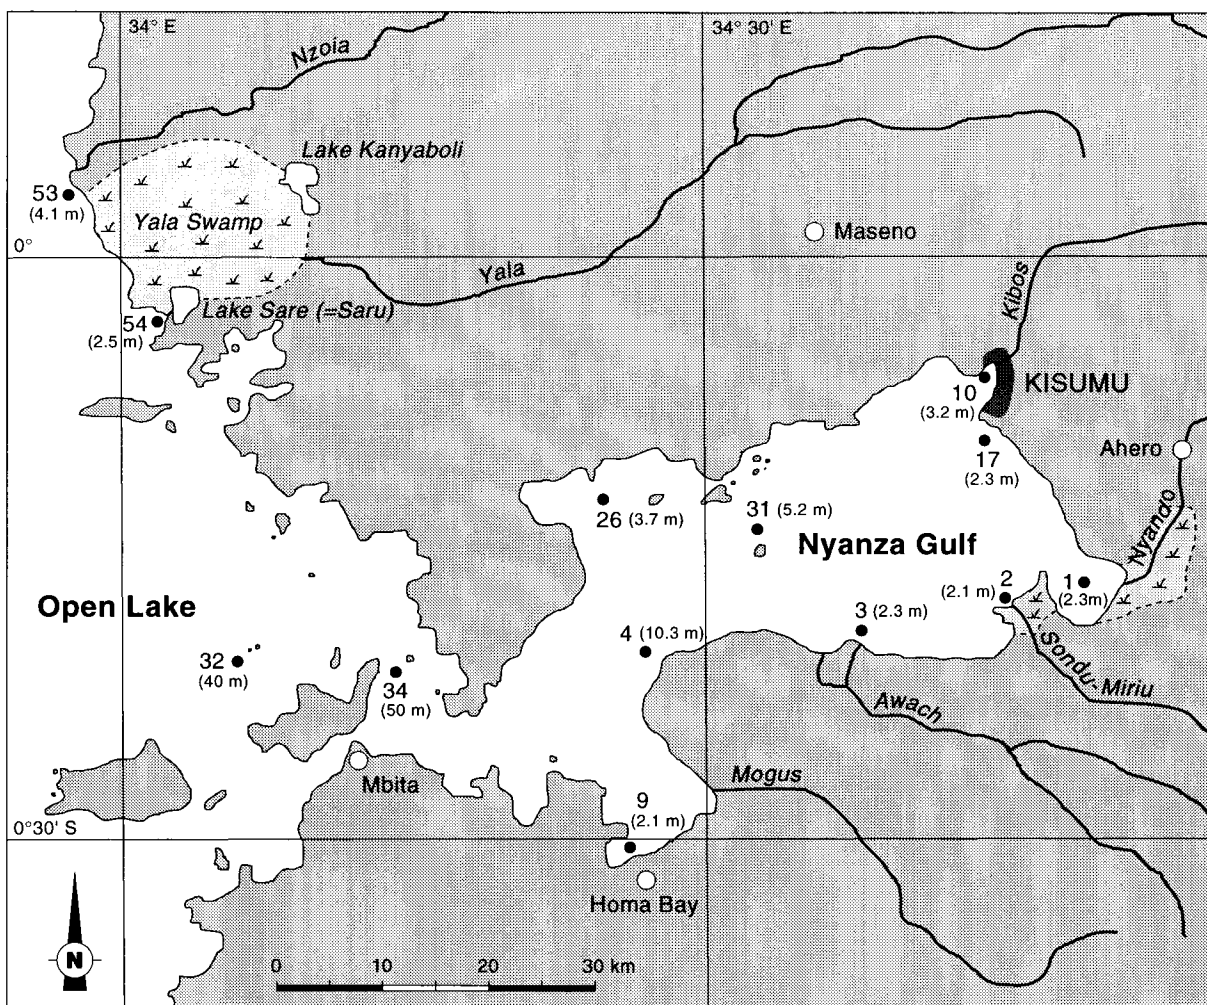 34° E
34° 30' E
Nzoia
Lake Kanyaboli
53
(4.1 m)
Yala Swamp
Maseno
0°
Yala
Kibos
Lake Sare (=Saru)
54
(2.5 m)
10
(3.2 m)
KISUMU
17
(2.3 m)
Ahero
26 (3.7 m)
31 (5.2 m)
Nyanza Gulf
Nyando
Open Lake
2
(2.1 m)
1
(2.3m)
3 (2.3 m)
4 (10.3 m)
32
(40 m)
34
(50 m)
Sondu-Miriu
Awach
Mbita
Mogus
9
(2.1 m)
0°30' S
Homa Bay
N
0 10 20 30 km